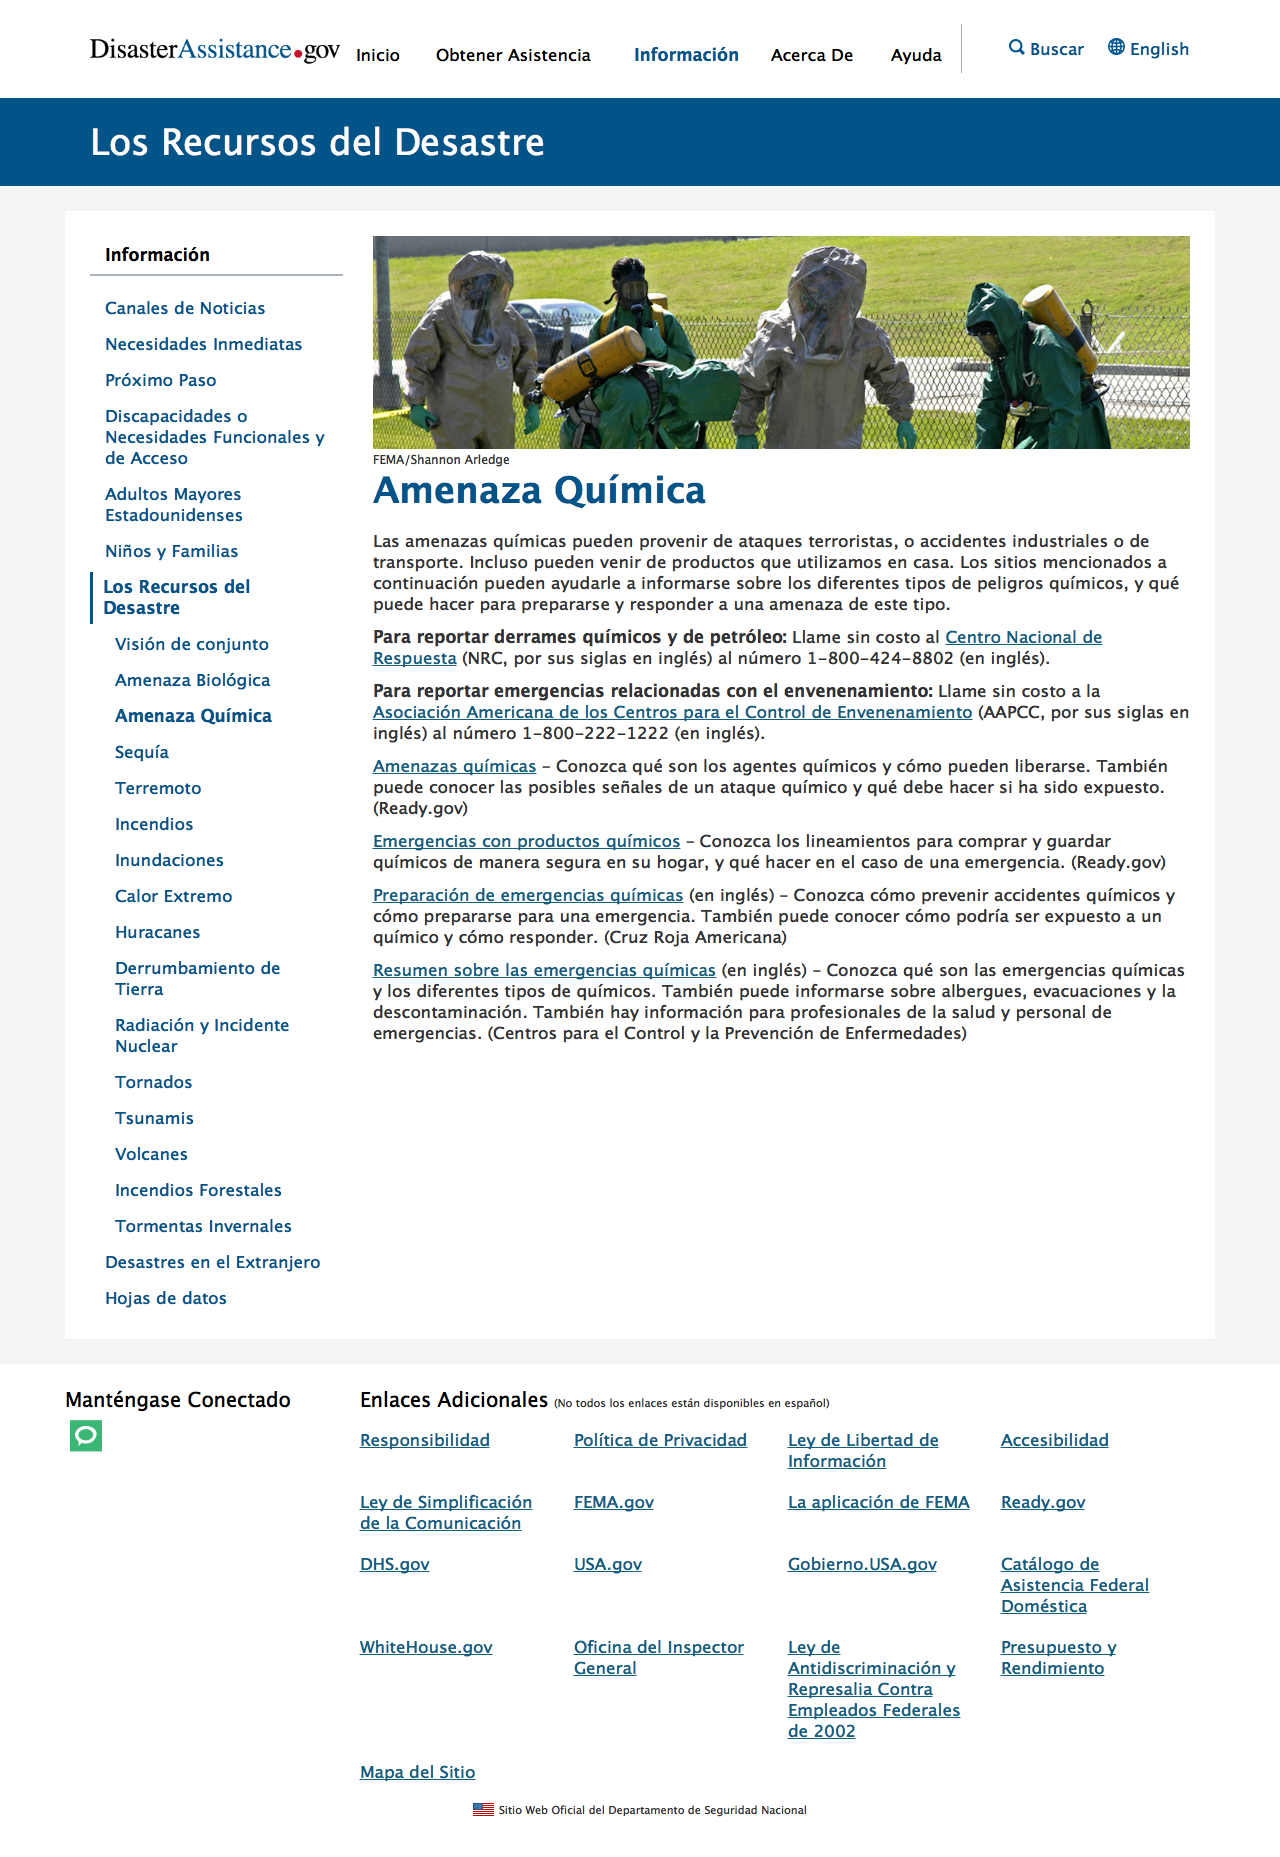 DisasterAssistance.gov
Inicio
Obtener Asistencia
Información
Acerca De
Ayuda
Buscar
English
Los Recursos del Desastre
Información
Canales de Noticias
Necesidades Inmediatas
Próximo Paso
Discapacidades o
Necesidades Funcionales y
de Acceso
Adultos Mayores
Estadounidenses
Niños y Familias
Los Recursos del
Desastre
Visión de conjunto
Amenaza Biológica
Amenaza Química
Sequía
Terremoto
Incendios
Inundaciones
Calor Extremo
Huracanes
Derrumbamiento de
Tierra
Radiación y Incidente
Nuclear
Tornados
Tsunamis
Volcanes
Incendios Forestales
Tormentas Invernales
Desastres en el Extranjero
Hojas de datos
FEMA/Shannon Arledge
Amenaza Química
Las amenazas químicas pueden provenir de ataques terroristas, o accidentes industriales o de
transporte. Incluso pueden venir de productos que utilizamos en casa. Los sitios mencionados a
continuación pueden ayudarle a informarse sobre los diferentes tipos de peligros químicos, y qué
puede hacer para prepararse y responder a una amenaza de este tipo.
Para reportar derrames químicos y de petróleo: Llame sin costo al Centro Nacional de
Respuesta (NRC, por sus siglas en inglés) al número 1-800-424-8802 (en inglés).
Para reportar emergencias relacionadas con el envenenamiento: Llame sin costo a la
Asociación Americana de los Centros para el Control de Envenenamiento (AAPCC, por sus siglas en
inglés) al número 1-800-222-1222 (en inglés).
Amenazas químicas – Conozca qué son los agentes químicos y cómo pueden liberarse. También
puede conocer las posibles señales de un ataque químico y qué debe hacer si ha sido expuesto.
(Ready.gov)
Emergencias con productos químicos – Conozca los lineamientos para comprar y guardar
químicos de manera segura en su hogar, y qué hacer en el caso de una emergencia. (Ready.gov)
Preparación de emergencias químicas (en inglés) – Conozca cómo prevenir accidentes químicos y
cómo prepararse para una emergencia. También puede conocer cómo podría ser expuesto a un
químico y cómo responder. (Cruz Roja Americana)
Resumen sobre las emergencias químicas (en inglés) – Conozca qué son las emergencias químicas
y los diferentes tipos de químicos. También puede informarse sobre albergues, evacuaciones y la
descontaminación. También hay información para profesionales de la salud y personal de
emergencias. (Centros para el Control y la Prevención de Enfermedades)
Manténgase Conectado
Enlaces Adicionales (No todos los enlaces están disponibles en español)
Responsibilidad
Política de Privacidad
Ley de Libertad de
Información
Accesibilidad
Ley de Simplificación
de la Comunicación
FEMA.gov
La aplicación de FEMA
Ready.gov
DHS.gov
USA.gov
Gobierno.USA.gov
Catálogo de
Asistencia Federal
Doméstica
WhiteHouse.gov
Oficina del Inspector
General
Ley de
Antidiscriminación y
Represalia Contra
Empleados Federales
de 2002
Presupuesto y
Rendimiento
Mapa del Sitio
Sitio Web Oficial del Departamento de Seguridad Nacional